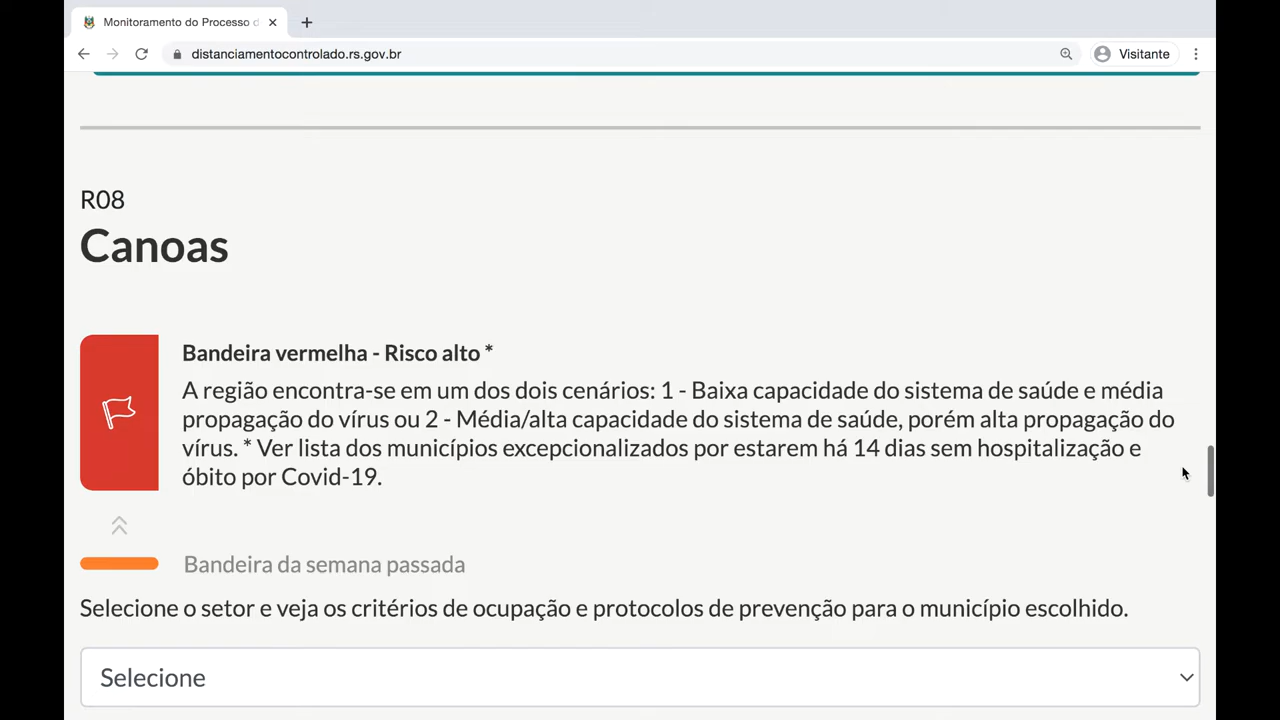 Monitoramento do Processo d
distanciamentocontrolado.rs.gov.br
Visitante
R08
Canoas
Bandeira vermelha - Risco alto *
A região encontra-se em um dos dois cenários: 1 - Baixa capacidade do sistema de saúde e média
propagação do vírus ou 2 - Média/alta capacidade do sistema de saúde, porém alta propagação do
vírus. * Ver lista dos municípios excepcionalizados por estarem há 14 dias sem hospitalização e
óbito por Covid-19.
Bandeira da semana passada
Selecione o setor e veja os critérios de ocupação e protocolos de prevenção para o município escolhido.
Selecione